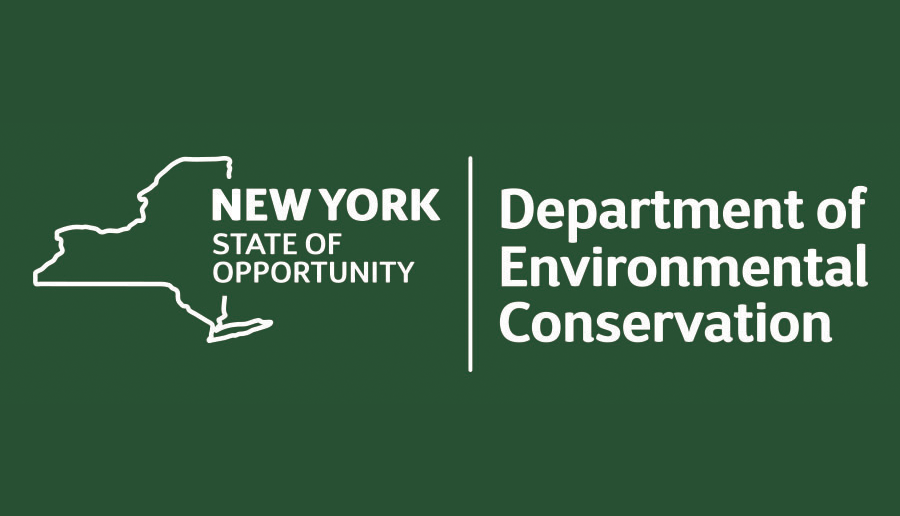 NEW YORK
STATE OF
OPPORTUNITY
Department of
Environmental
Conservation